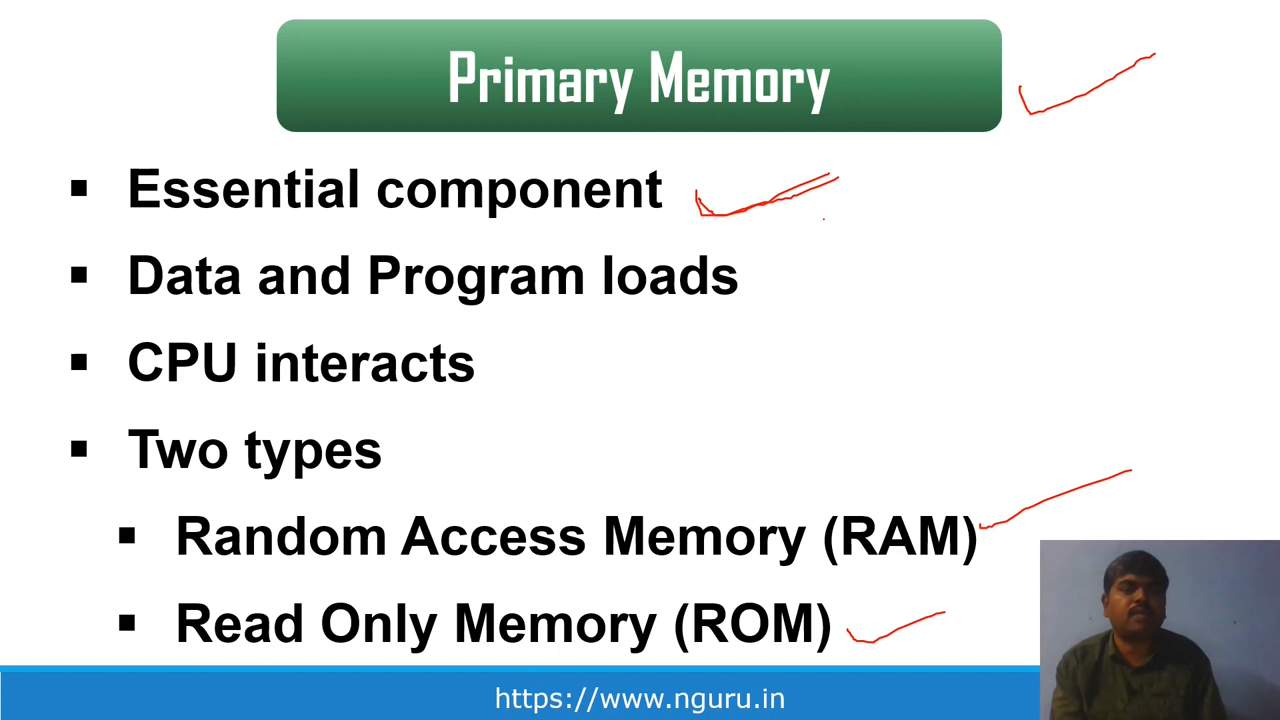 Primary Memory
Essential component
Data and Program loads
CPU interacts
Two types
Random Access Memory (RAM)
Read Only Memory (ROM)
https://www.nguru.in